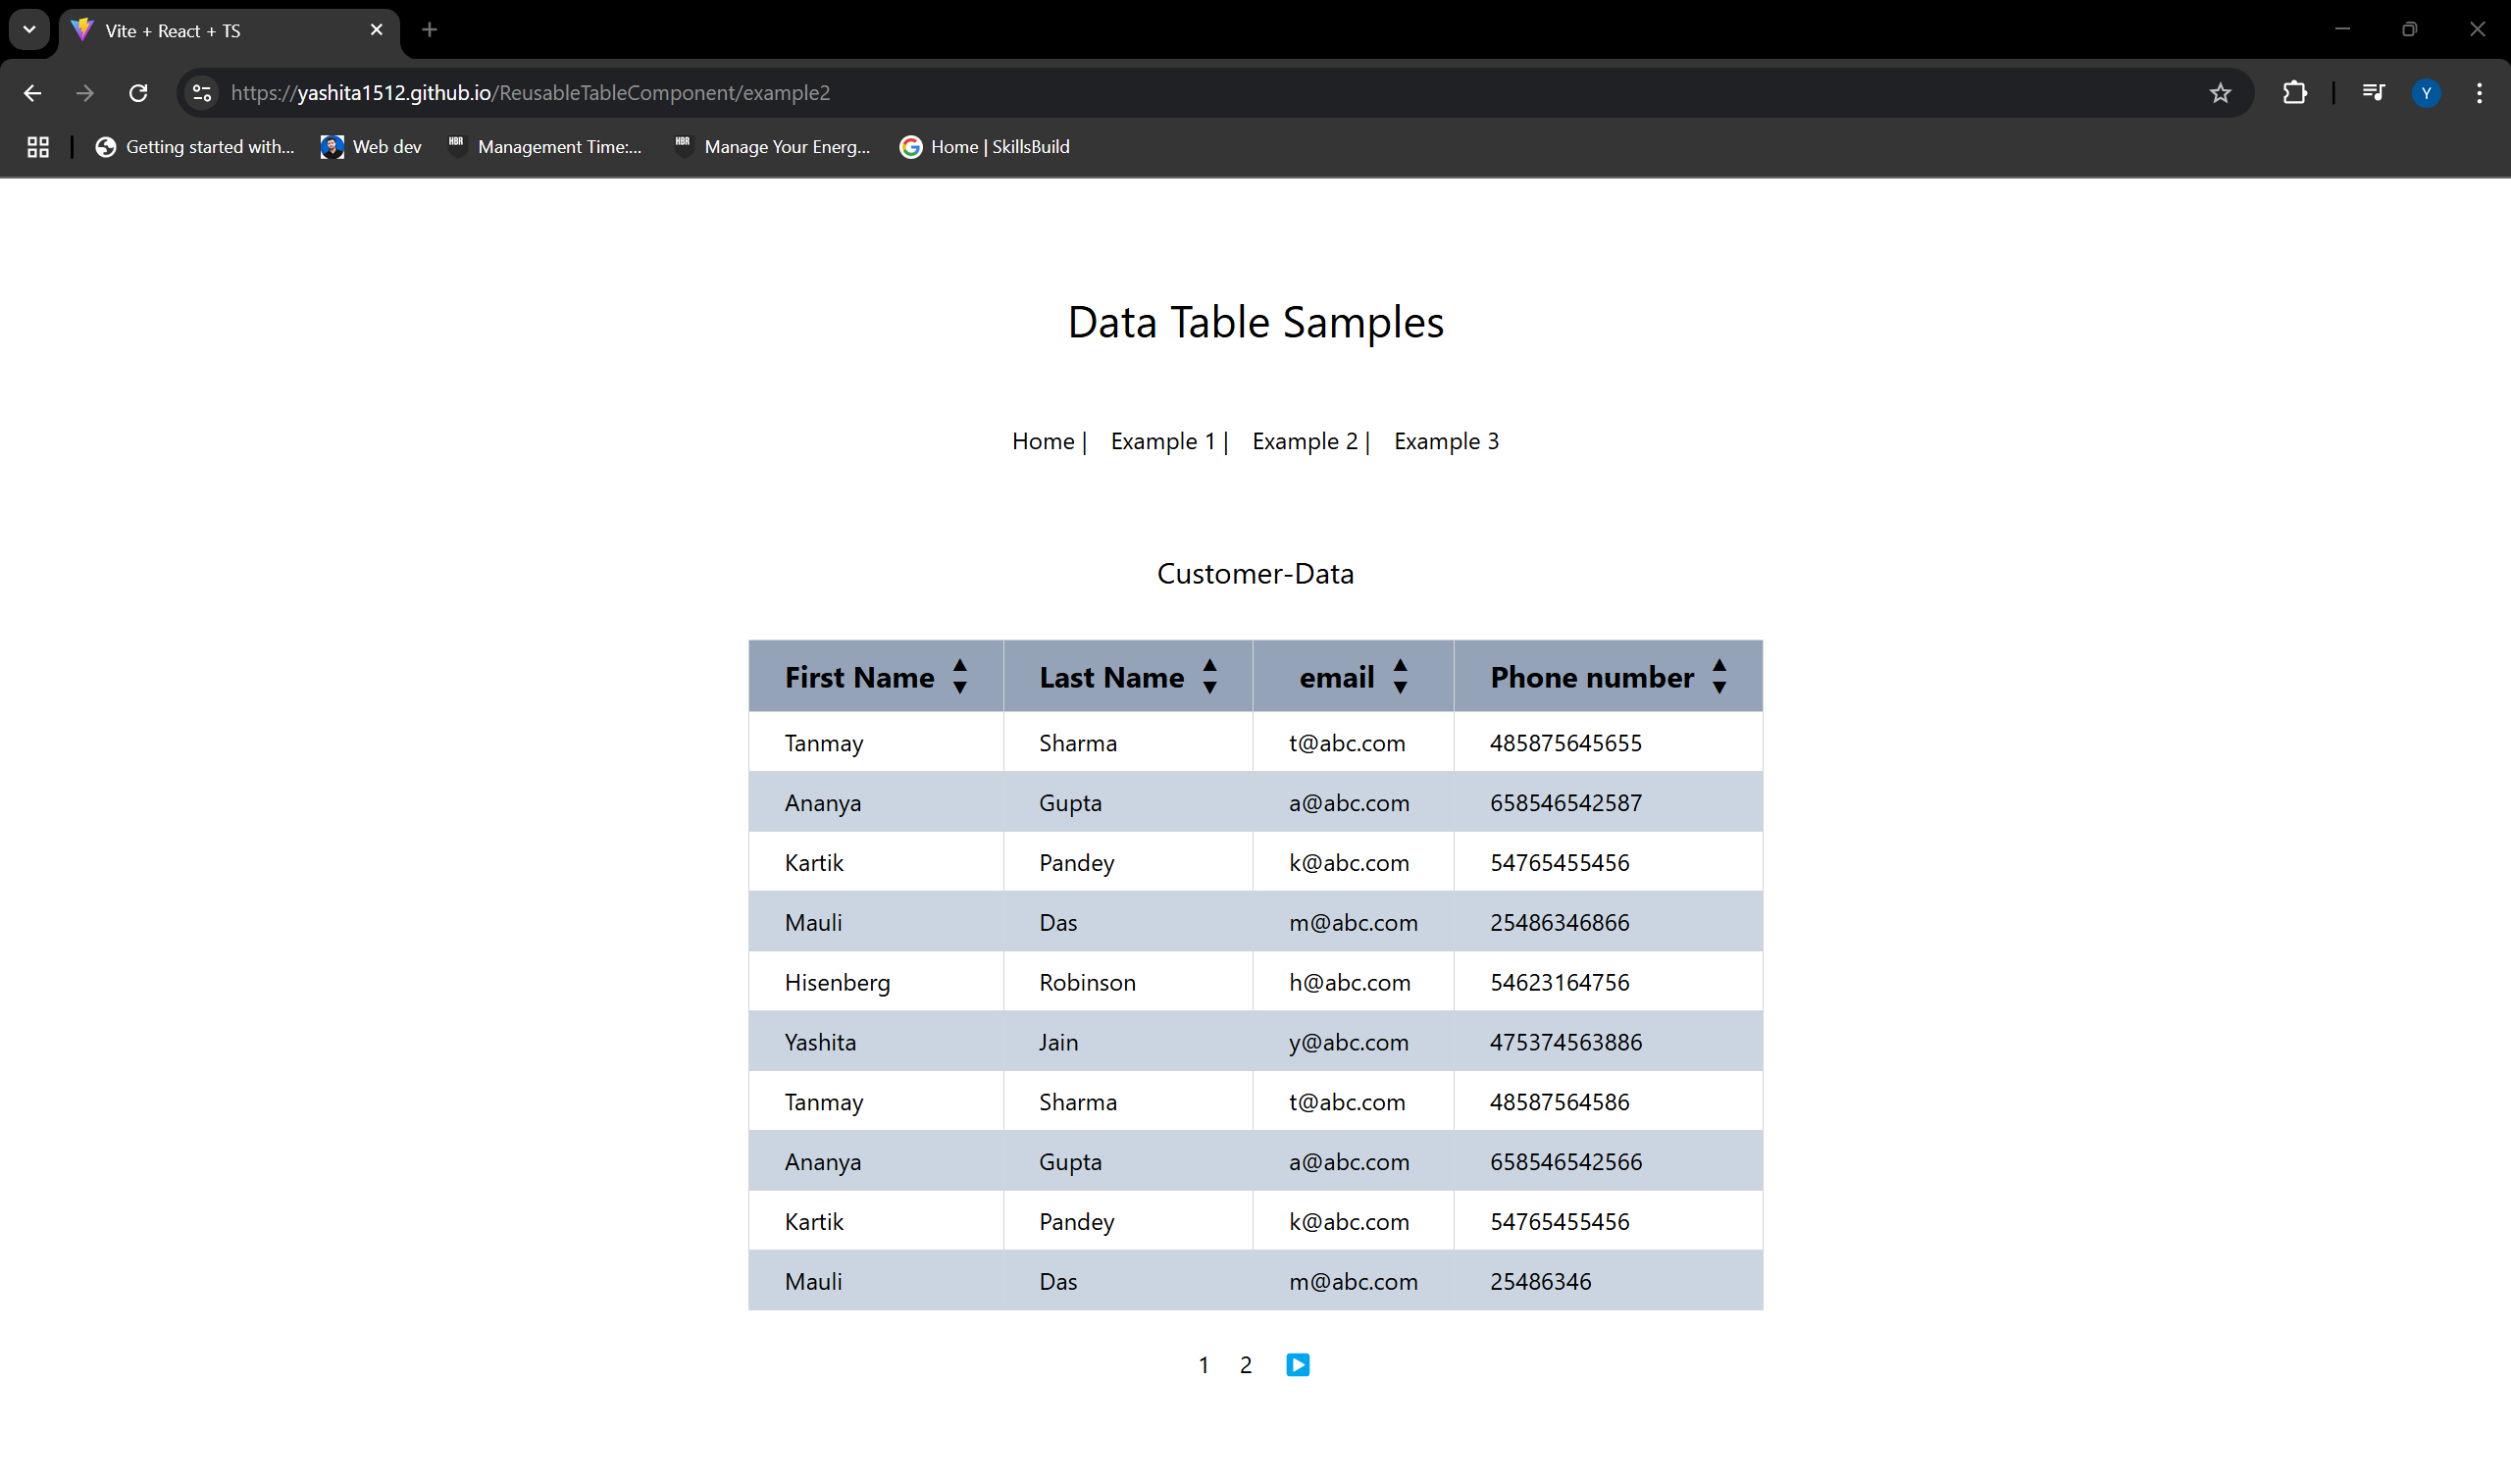 Vite + React + TS
https://yashita1512.github.io/ReusableTableComponent/example2
Y
Getting started with... Web dev HBR Management Time:... HBR Manage Your Energ... Home | SkillsBuild
Data Table Samples
Home | Example 1 | Example 2 | Example 3
Customer-Data
First Name ▲▼ Last Name ▲▼ email ▲▼ Phone number ▲▼
Tanmay Sharma t@abc.com 485875645655
Ananya Gupta a@abc.com 658546542587
Kartik Pandey k@abc.com 54765455456
Mauli Das m@abc.com 25486346866
Hisenberg Robinson h@abc.com 54623164756
Yashita Jain y@abc.com 475374563886
Tanmay Sharma t@abc.com 48587564586
Ananya Gupta a@abc.com 658546542566
Kartik Pandey k@abc.com 54765455456
Mauli Das m@abc.com 25486346
1 2